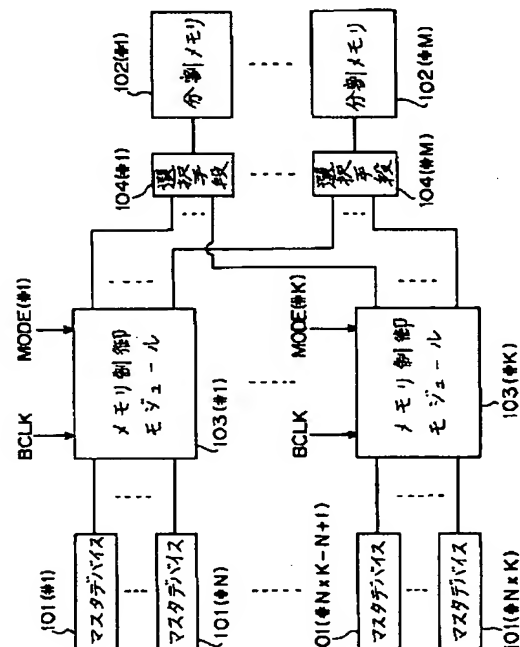 102(#1)
分割メモリ
102(#M)
分割メモリ
104(#1)
選択
手段
104(#M)
選択
手段
MODE(#1)
BCLK
メモリ制御
モジュール
103(#1)
MODE(#K)
BCLK
メモリ制御
モジュール
103(#K)
101(#1)
マスタデバイス
マスタデバイス
101(#N)
101(#N×K-N+1)
マスタデバイス
マスタデバイス
101(#N×K)